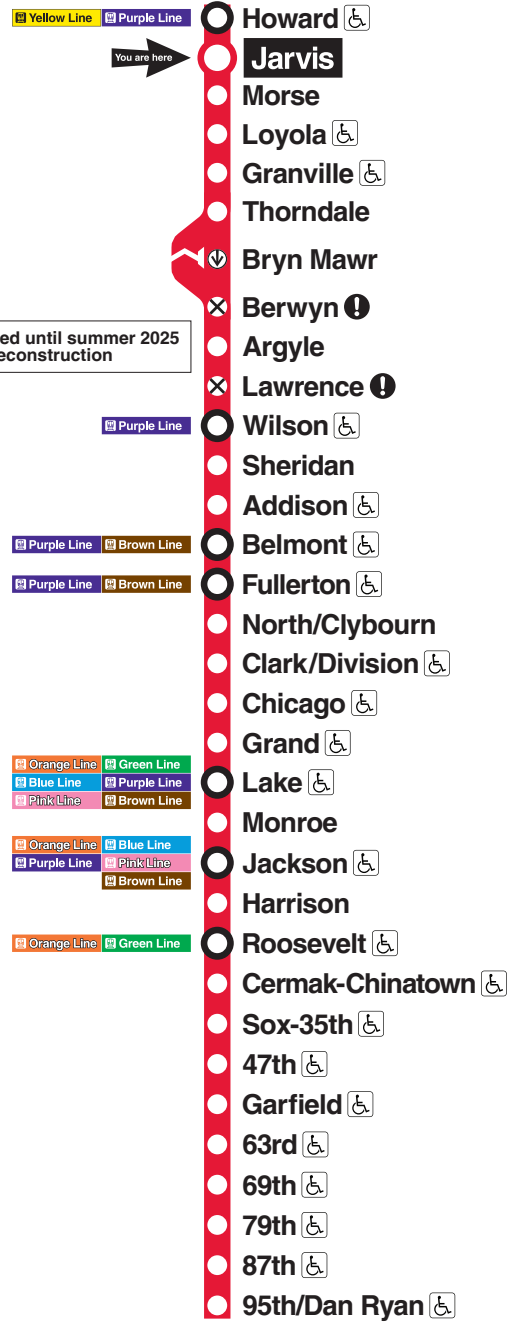 Yellow Line Purple Line Howard
You are here Jarvis
Morse
Loyola
Granville
Thorndale
Bryn Mawr
Berwyn
ed until summer 2025
econstruction
Argyle
Lawrence
Purple Line Wilson
Sheridan
Addison
Purple Line Brown Line Belmont
Purple Line Brown Line Fullerton
North/Clybourn
Clark/Division
Chicago
Grand
Orange Line Green Line
Blue Line Purple Line Lake
Pink Line Brown Line
Monroe
Orange Line Blue Line
Purple Line Pink Line Jackson
Brown Line
Harrison
Orange Line Green Line Roosevelt
Cermak-Chinatown
Sox-35th
47th
Garfield
63rd
69th
79th
87th
95th/Dan Ryan